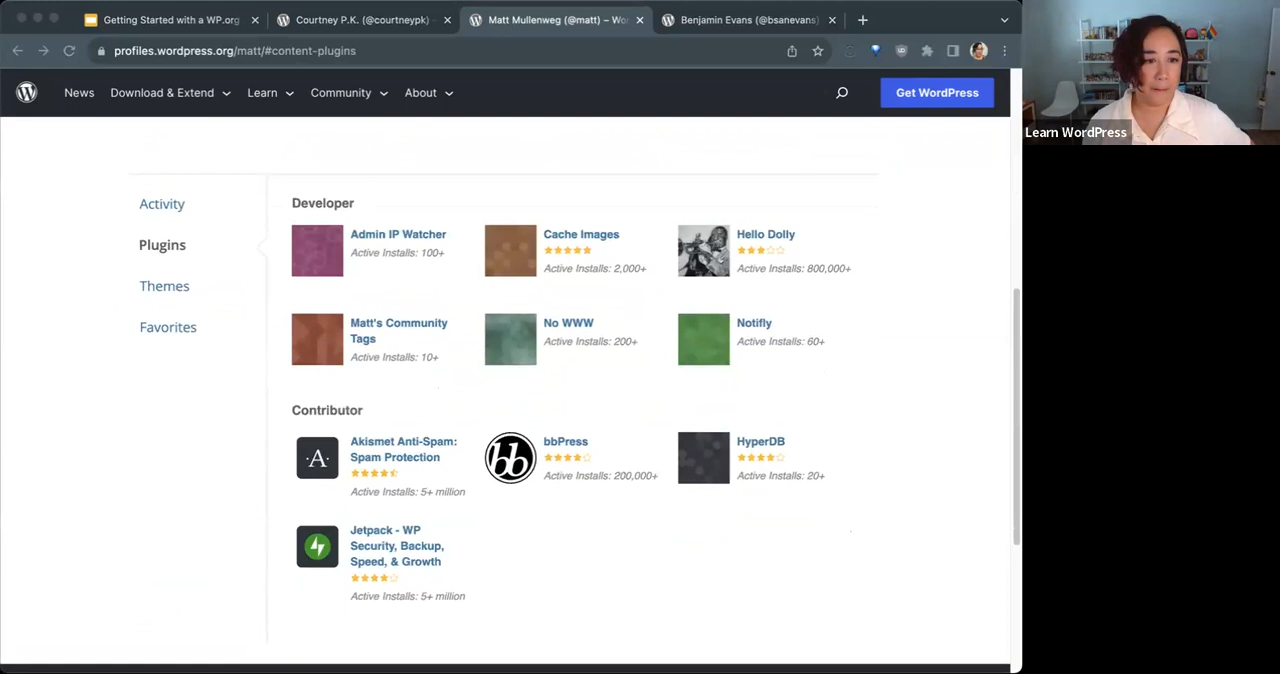 Getting Started with a WP.org
Courtney P.K. (@courtneypk)
Matt Mullenweg (@matt) – Wo
Benjamin Evans (@bsanevans)
profiles.wordpress.org/matt/#content-plugins
News
Download & Extend
Learn
Community
About
Get WordPress
Learn WordPress
Activity
Plugins
Themes
Favorites
Developer
Admin IP Watcher
Active Installs: 100+
Cache Images
Active Installs: 2,000+
Hello Dolly
Active Installs: 800,000+
Matt's Community
Tags
Active Installs: 10+
No WWW
Active Installs: 200+
Notifly
Active Installs: 60+
Contributor
·A·
Akismet Anti-Spam:
Spam Protection
Active Installs: 5+ million
bb
bbPress
Active Installs: 200,000+
HyperDB
Active Installs: 20+
Jetpack - WP
Security, Backup,
Speed, & Growth
Active Installs: 5+ million